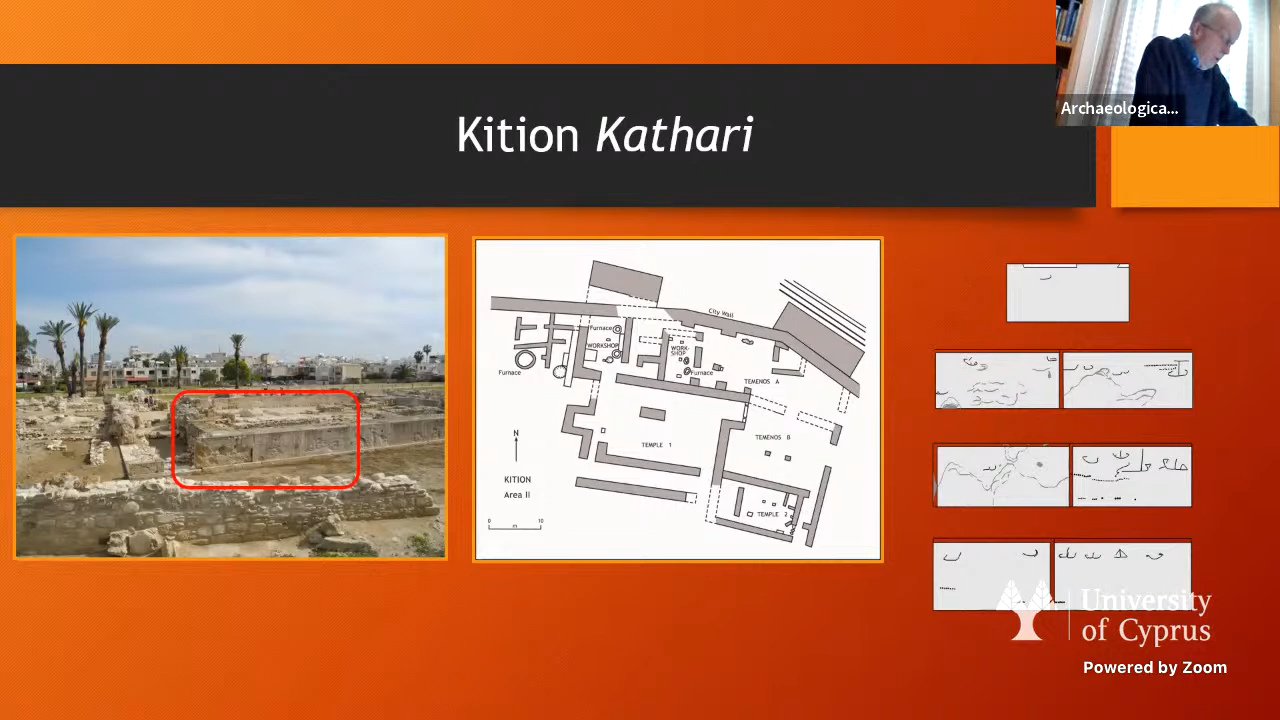 Archaeologica...
Kition Kathari
City Wall
Furnace
WORKSHOP
WORK-
SHOP
Furnace
Furnace
TEMENOS A
TEMPLE 1
TEMENOS B
N
KITION
Area II
0 10
m
TEMPLE 2
University
of Cyprus
Powered by Zoom